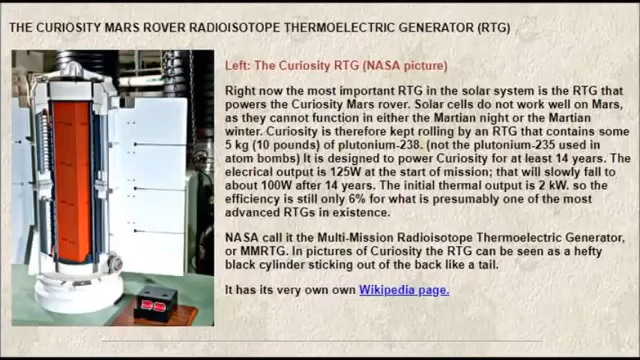 THE CURIOSITY MARS ROVER RADIOISOTOPE THERMOELECTRIC GENERATOR (RTG)
Left: The Curiosity RTG (NASA picture)
Right now the most important RTG in the solar system is the RTG that
powers the Curiosity Mars rover. Solar cells do not work well on Mars,
as they cannot function in either the Martian night or the Martian
winter. Curiosity is therefore kept rolling by an RTG that contains some
5 kg (10 pounds) of plutonium-238. (not the plutonium-235 used in
atom bombs) It is designed to power Curiosity for at least 14 years. The
elecrical output is 125W at the start of mission; that will slowly fall to
about 100W after 14 years. The initial thermal output is 2 kW. so the
efficiency is still only 6% for what is presumably one of the most
advanced RTGs in existence.
NASA call it the Multi-Mission Radioisotope Thermoelectric Generator,
or MMRTG. In pictures of Curiosity the RTG can be seen as a hefty
black cylinder sticking out of the back like a tail.
It has its very own own Wikipedia page.